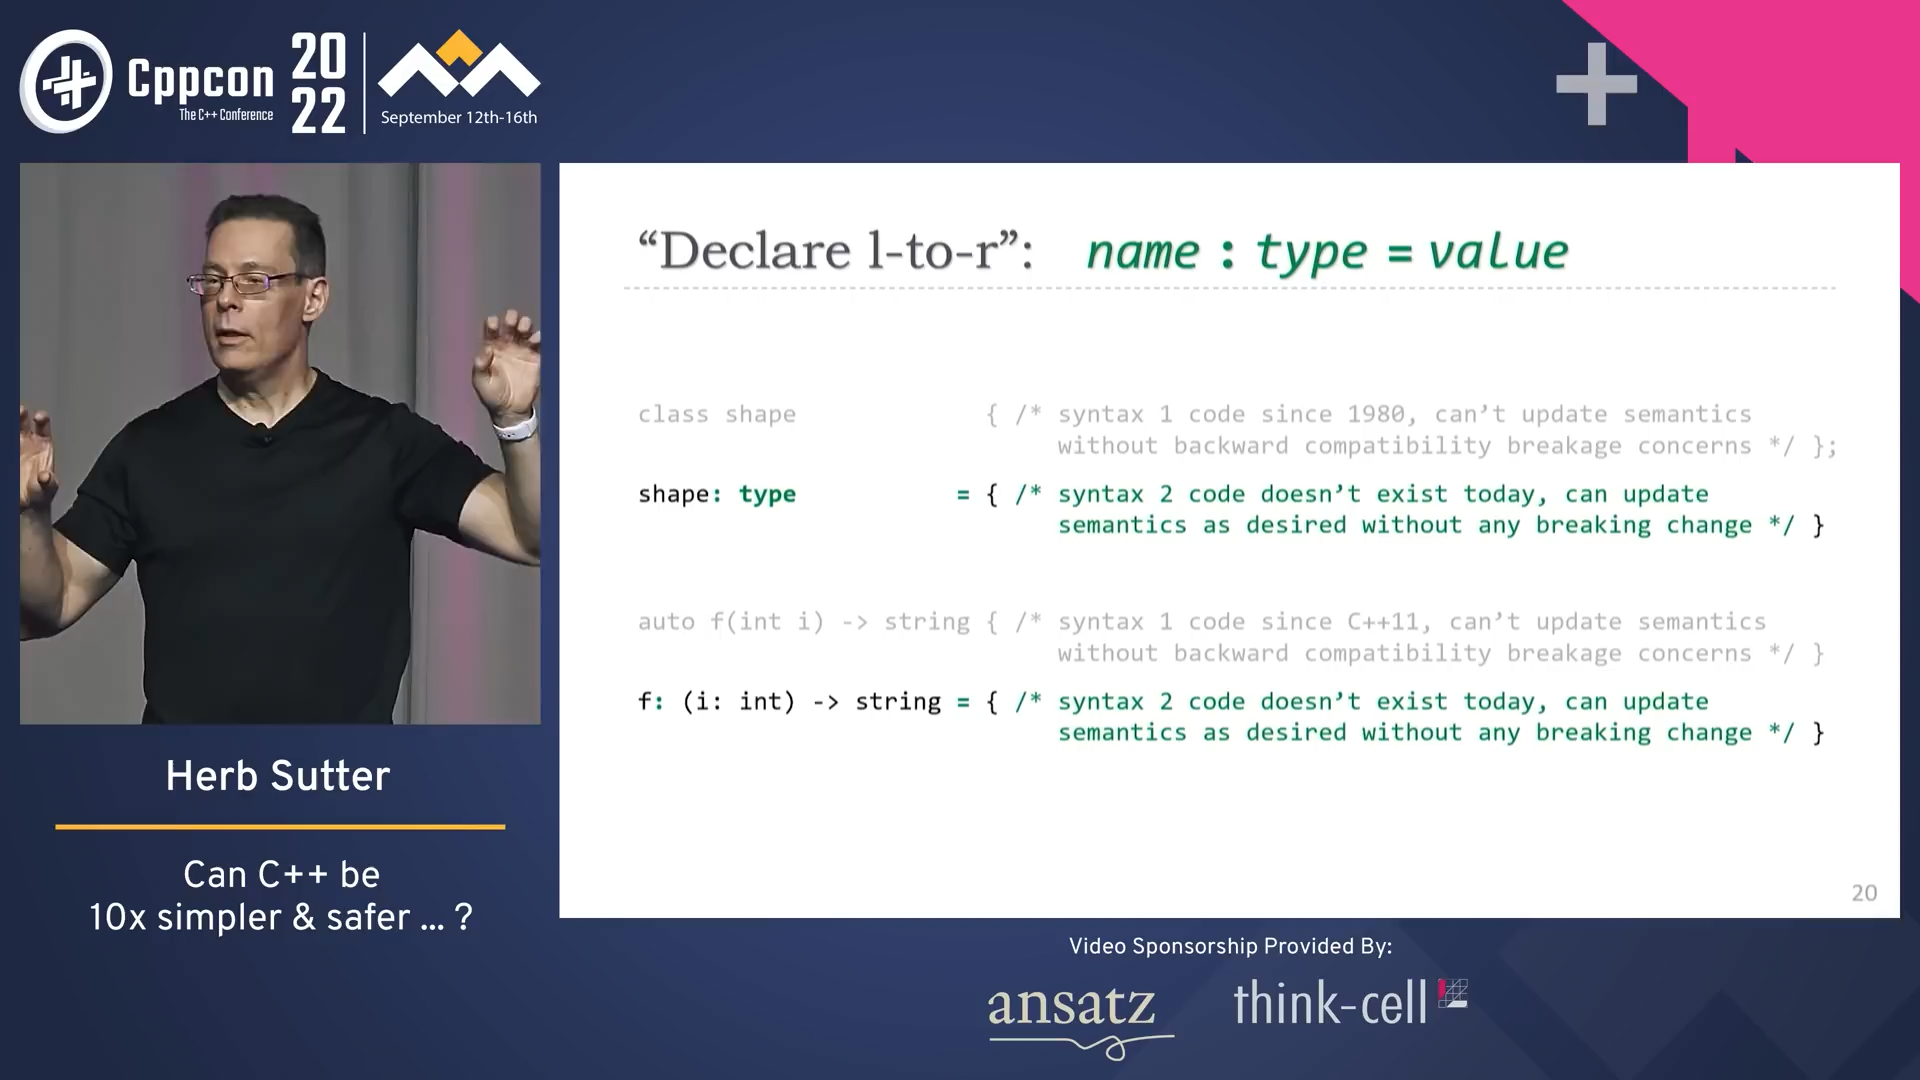 Cppcon
The C++ Conference
20
22
September 12th-16th
“Declare l-to-r”: name : type = value
class shape { /* syntax 1 code since 1980, can’t update semantics
without backward compatibility breakage concerns */ };
shape: type = { /* syntax 2 code doesn’t exist today, can update
semantics as desired without any breaking change */ }
auto f(int i) -> string { /* syntax 1 code since C++11, can’t update semantics
without backward compatibility breakage concerns */ }
f: (i: int) -> string = { /* syntax 2 code doesn’t exist today, can update
semantics as desired without any breaking change */ }
20
Herb Sutter
Can C++ be
10x simpler & safer ... ?
Video Sponsorship Provided By:
ansatz
think-cell